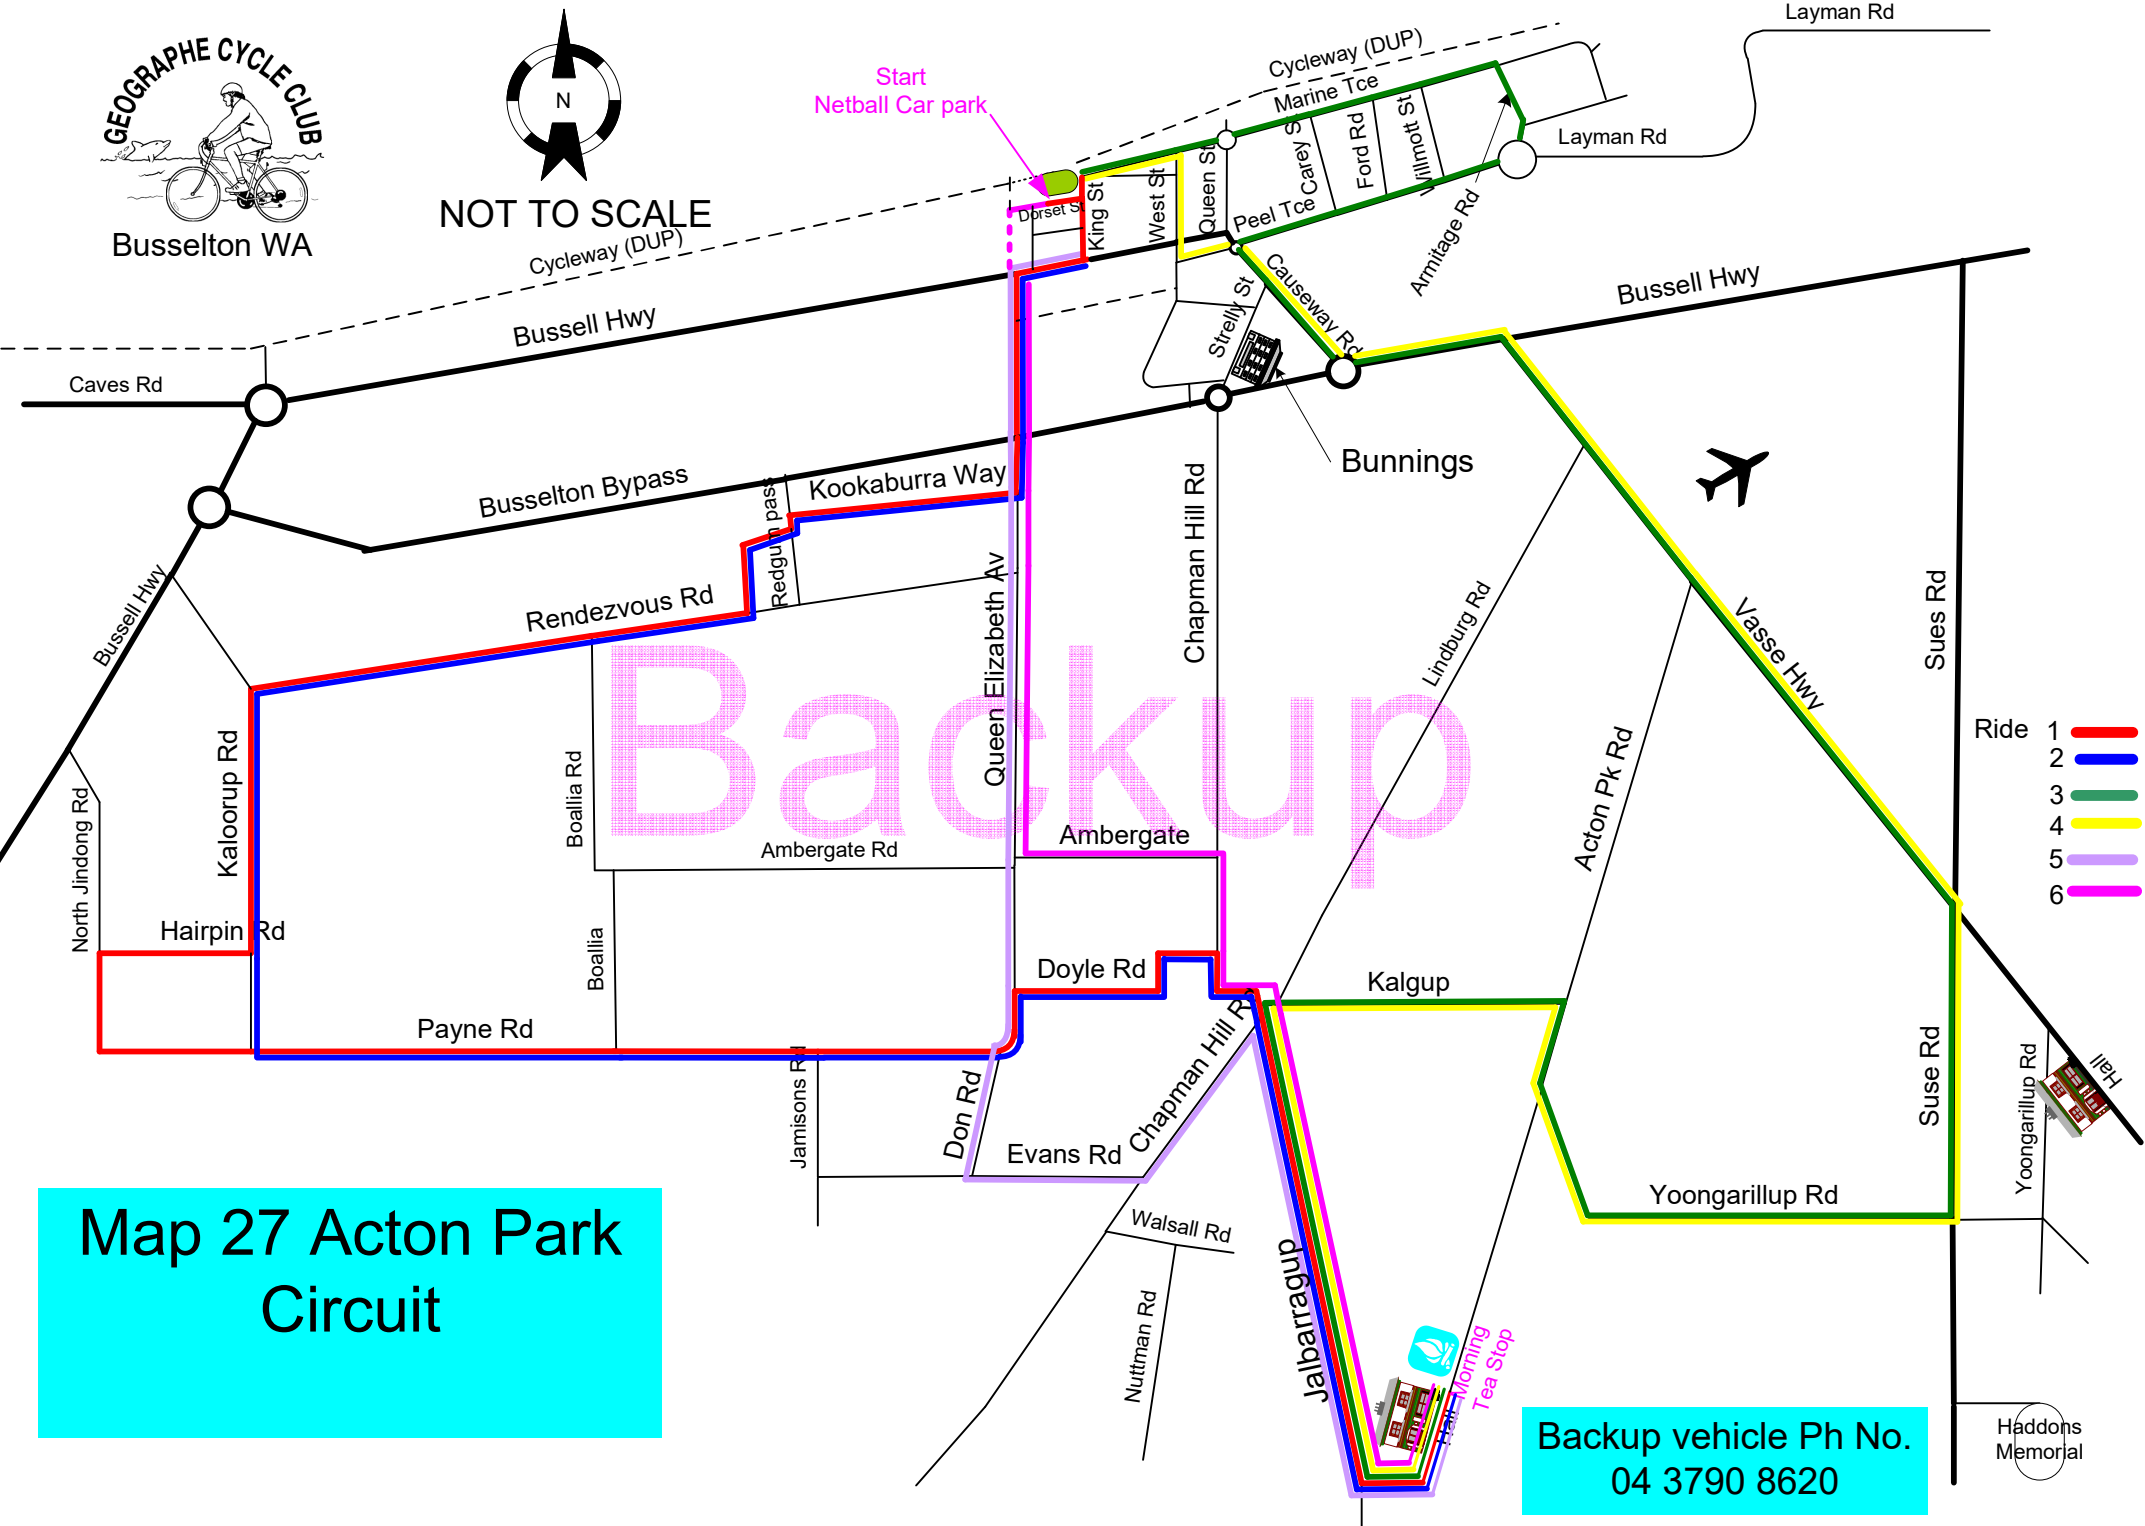 GEOGRAPHE CYCLE CLUB
Busselton WA
N
NOT TO SCALE
Start
Netball Car park
Layman Rd
Cycleway (DUP)
Marine Tce
Layman Rd
Carey St
Ford Rd
Willmott St
Queen St
West St
King St
Dorset St
Peel Tce
Armitage Rd
Cycleway (DUP)
Causeway Rd
Strelly St
Bussell Hwy
Bussell Hwy
Caves Rd
Bunnings
Busselton Bypass
Kookaburra Way
Redgum pass
Chapman Hill Rd
Bussell Hwy
Rendezvous Rd
Queen Elizabeth Av
Lindburg Rd
Vasse Hwy
Sues Rd
Backup
Kaloorup Rd
Boallia Rd
North Jindong Rd
Acton Pk Rd
Ride 1
2
3
4
5
6
Ambergate
Ambergate Rd
Hairpin Rd
Boallia
Doyle Rd
Kalgup
Payne Rd
Chapman Hill R
Suse Rd
Yoongarillup Rd
Hall
Jamisons Rd
Don Rd
Evans Rd
Yoongarillup Rd
Walsall Rd
Nuttman Rd
Jalbarragup
Map 27 Acton Park
Circuit
Morning
Tea Stop
Hall
Backup vehicle Ph No.
04 3790 8620
Haddons
Memorial